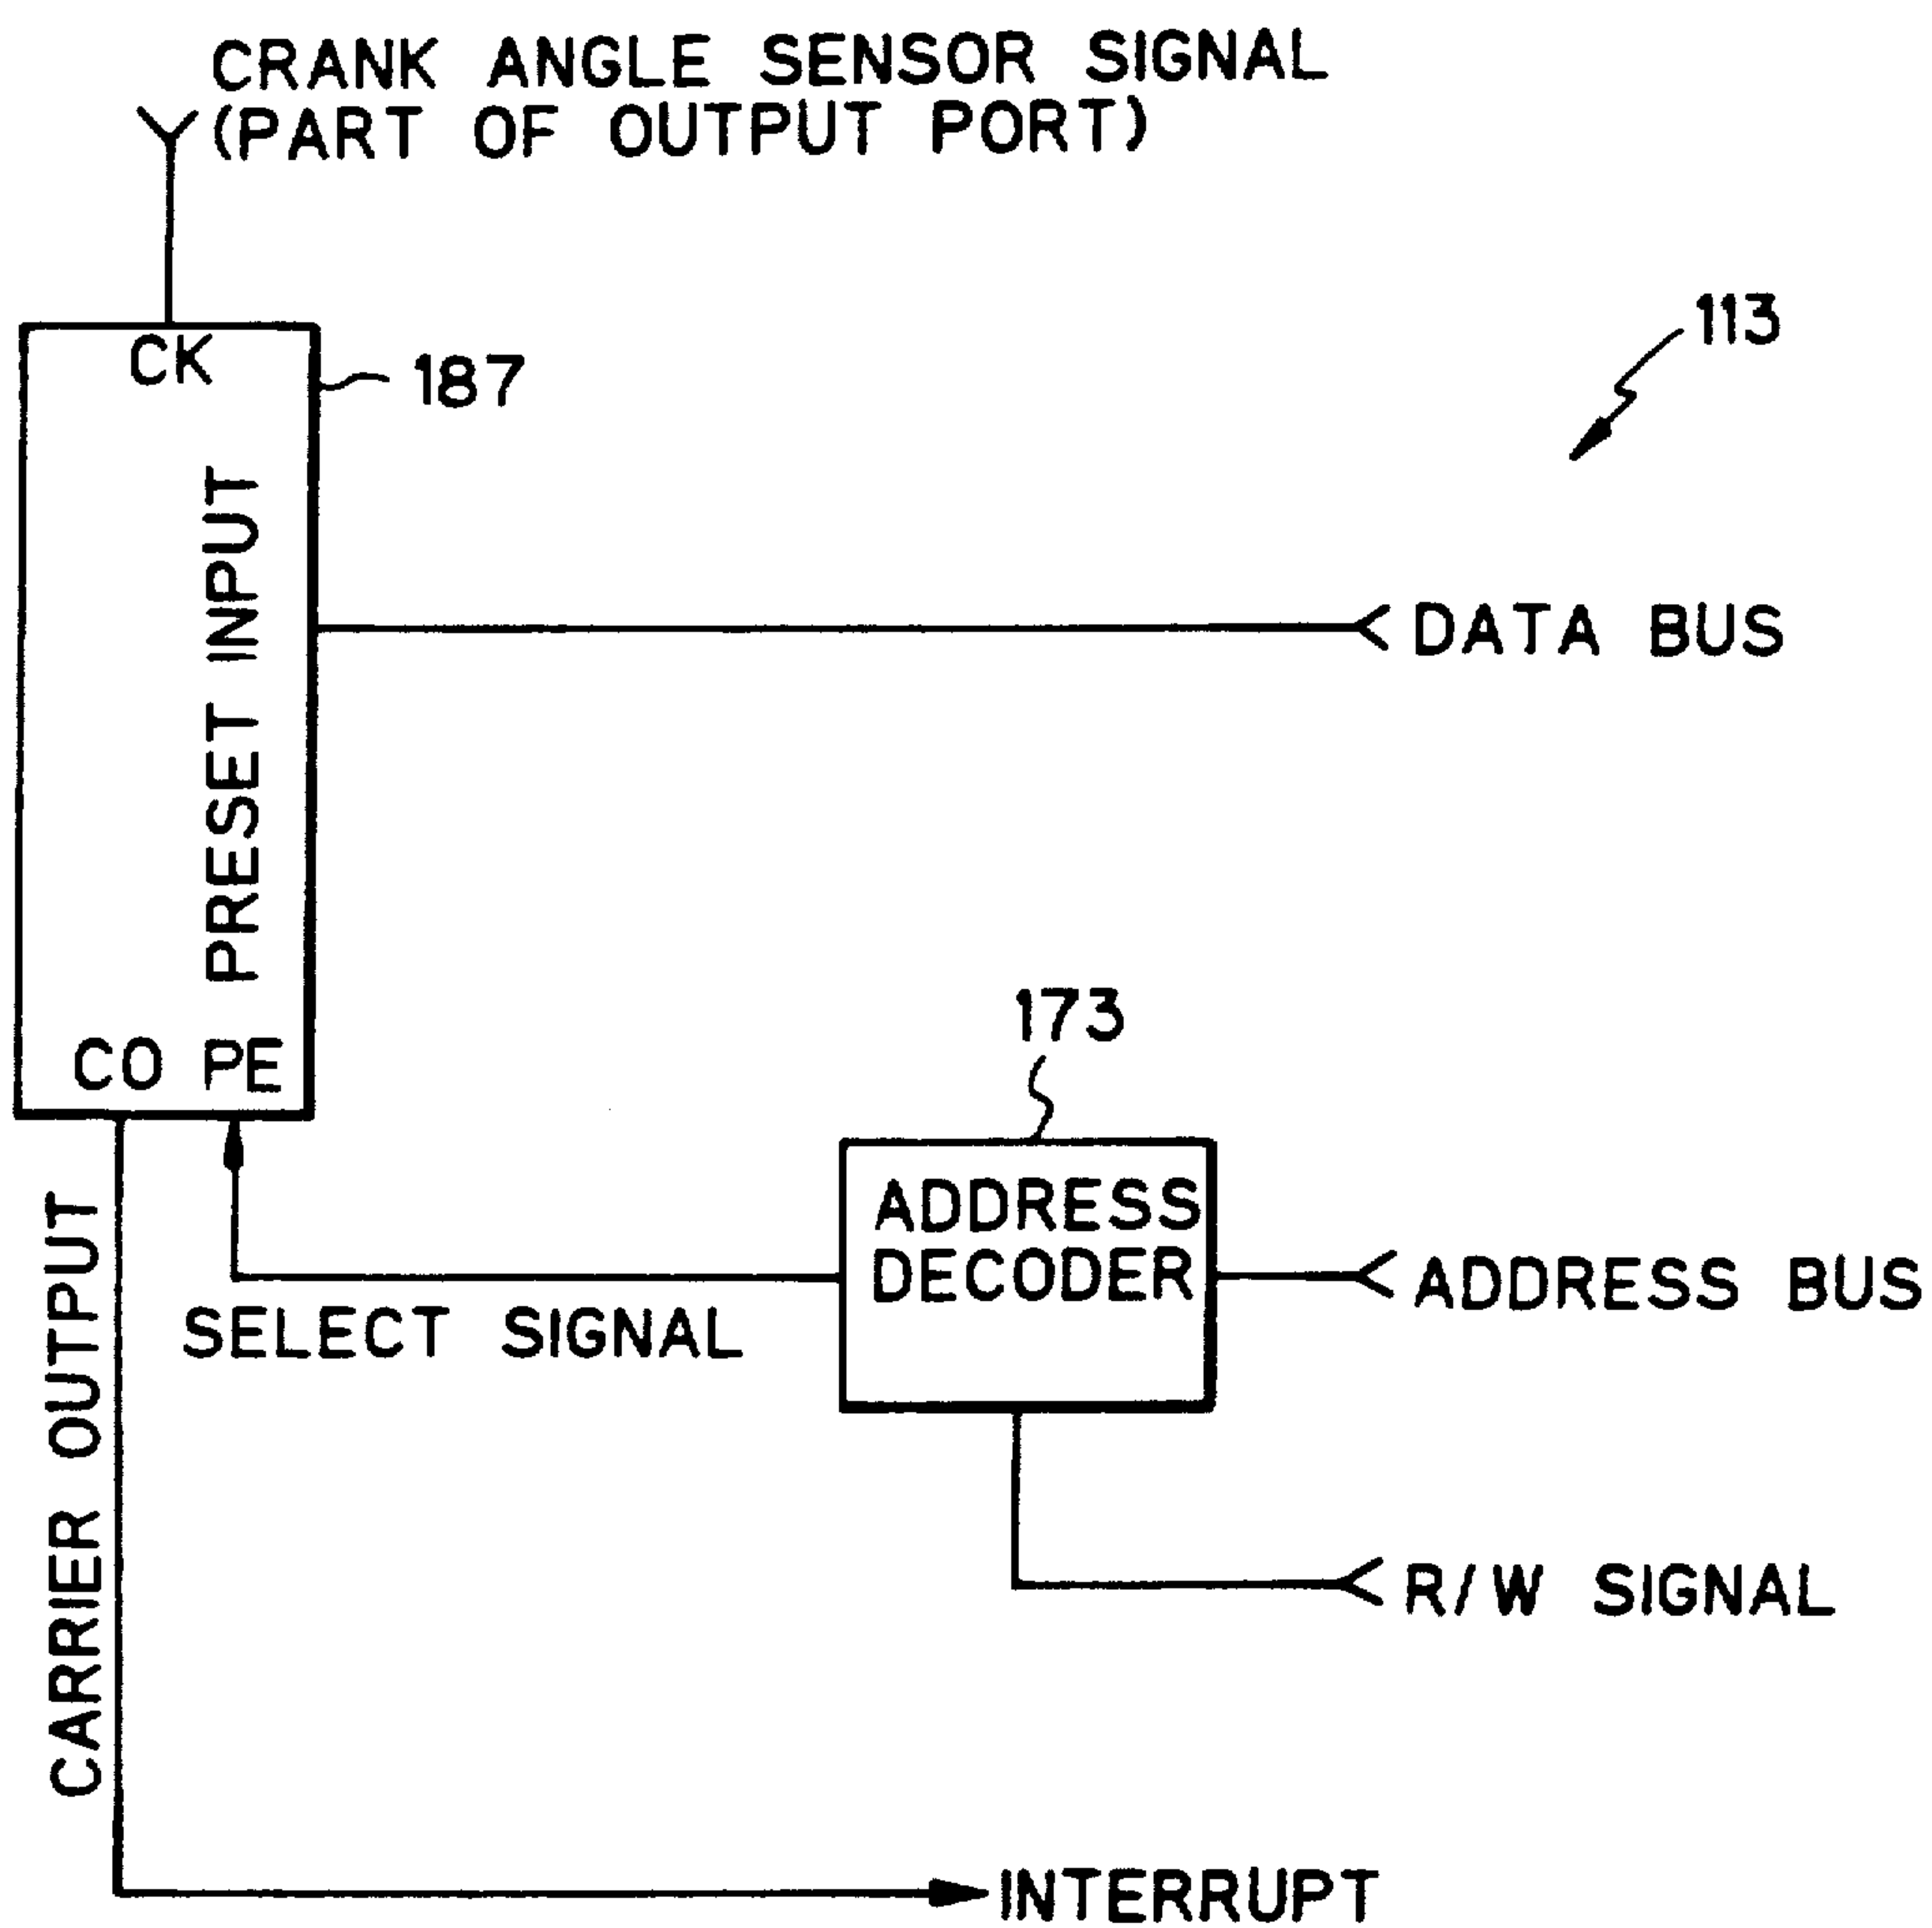 CRANK ANGLE SENSOR SIGNAL
(PART OF OUTPUT PORT)
113
CK
187
PRESET INPUT
DATA BUS
CO PE
173
ADDRESS
DECODER
ADDRESS BUS
SELECT SIGNAL
CARRIER OUTPUT
R/W SIGNAL
INTERRUPT